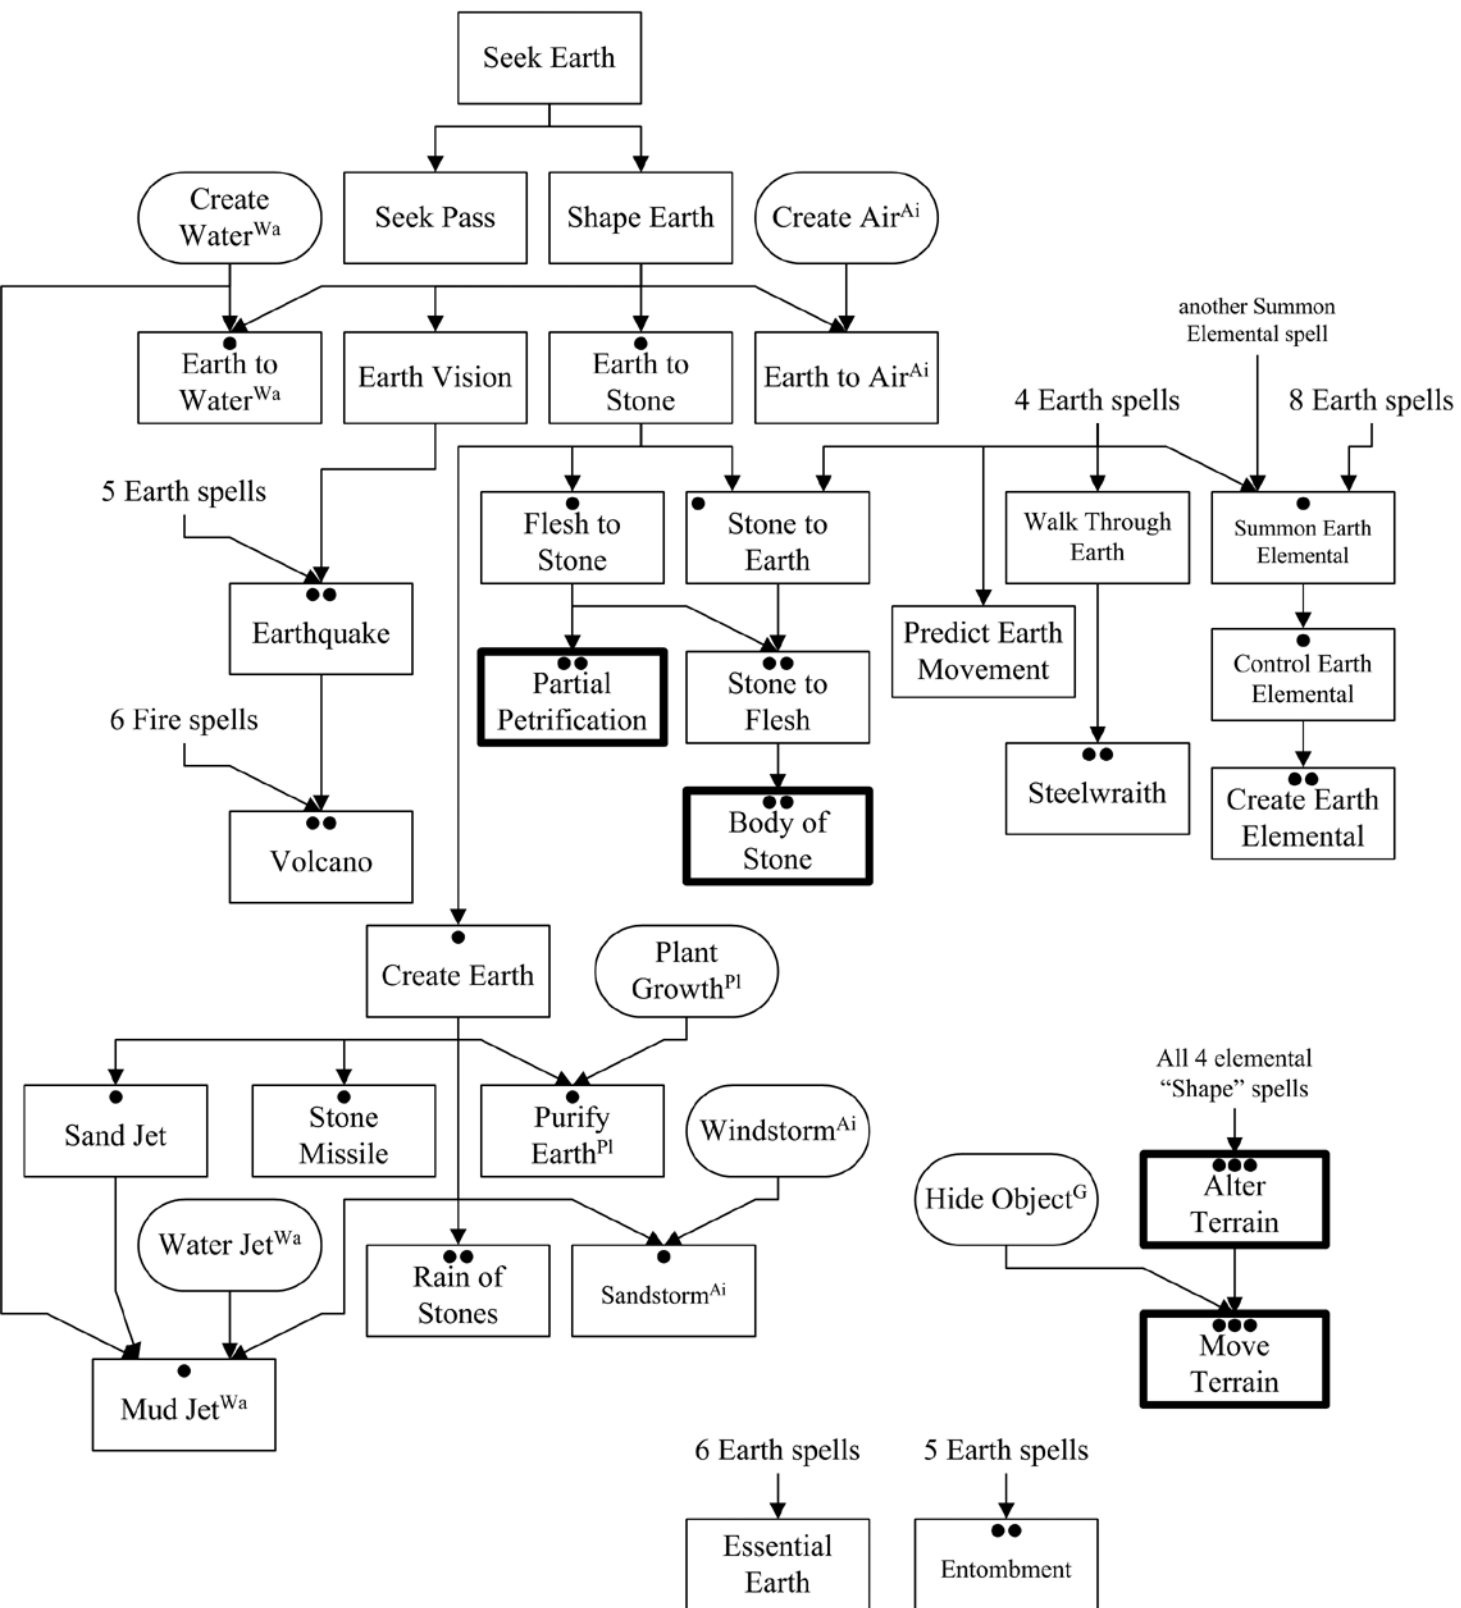 Seek Earth
Create
Water^Wa
Seek Pass
Shape Earth
Create Air^Ai
another Summon
Elemental spell
Earth to
Water^Wa
Earth Vision
Earth to
Stone
Earth to Air^Ai
4 Earth spells
8 Earth spells
5 Earth spells
Flesh to
Stone
Stone to
Earth
Walk Through
Earth
Summon Earth
Elemental
Earthquake
Predict Earth
Movement
Control Earth
Elemental
Partial
Petrification
Stone to
Flesh
6 Fire spells
Steelwraith
Create Earth
Elemental
Volcano
Body of
Stone
Create Earth
Plant
Growth^Pl
All 4 elemental
“Shape” spells
Sand Jet
Stone
Missile
Purify
Earth^Pl
Windstorm^Ai
Hide Object^G
Alter
Terrain
Water Jet^Wa
Rain of
Stones
Sandstorm^Ai
Move
Terrain
Mud Jet^Wa
6 Earth spells
5 Earth spells
Essential
Earth
Entombment